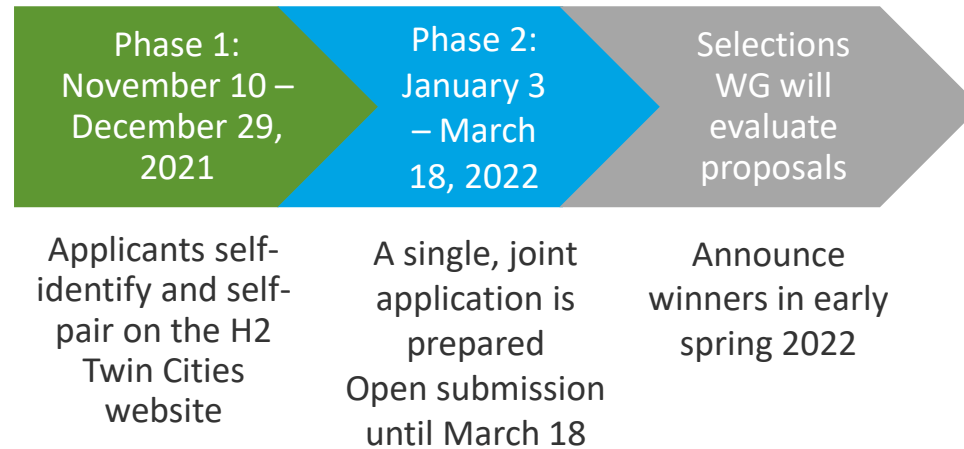 Phase 1:
November 10 –
December 29,
2021
Phase 2:
January 3
– March
18, 2022
Selections
WG will
evaluate
proposals
Applicants self-
identify and self-
pair on the H2
Twin Cities
website
A single, joint
application is
prepared
Open submission
until March 18
Announce
winners in early
spring 2022